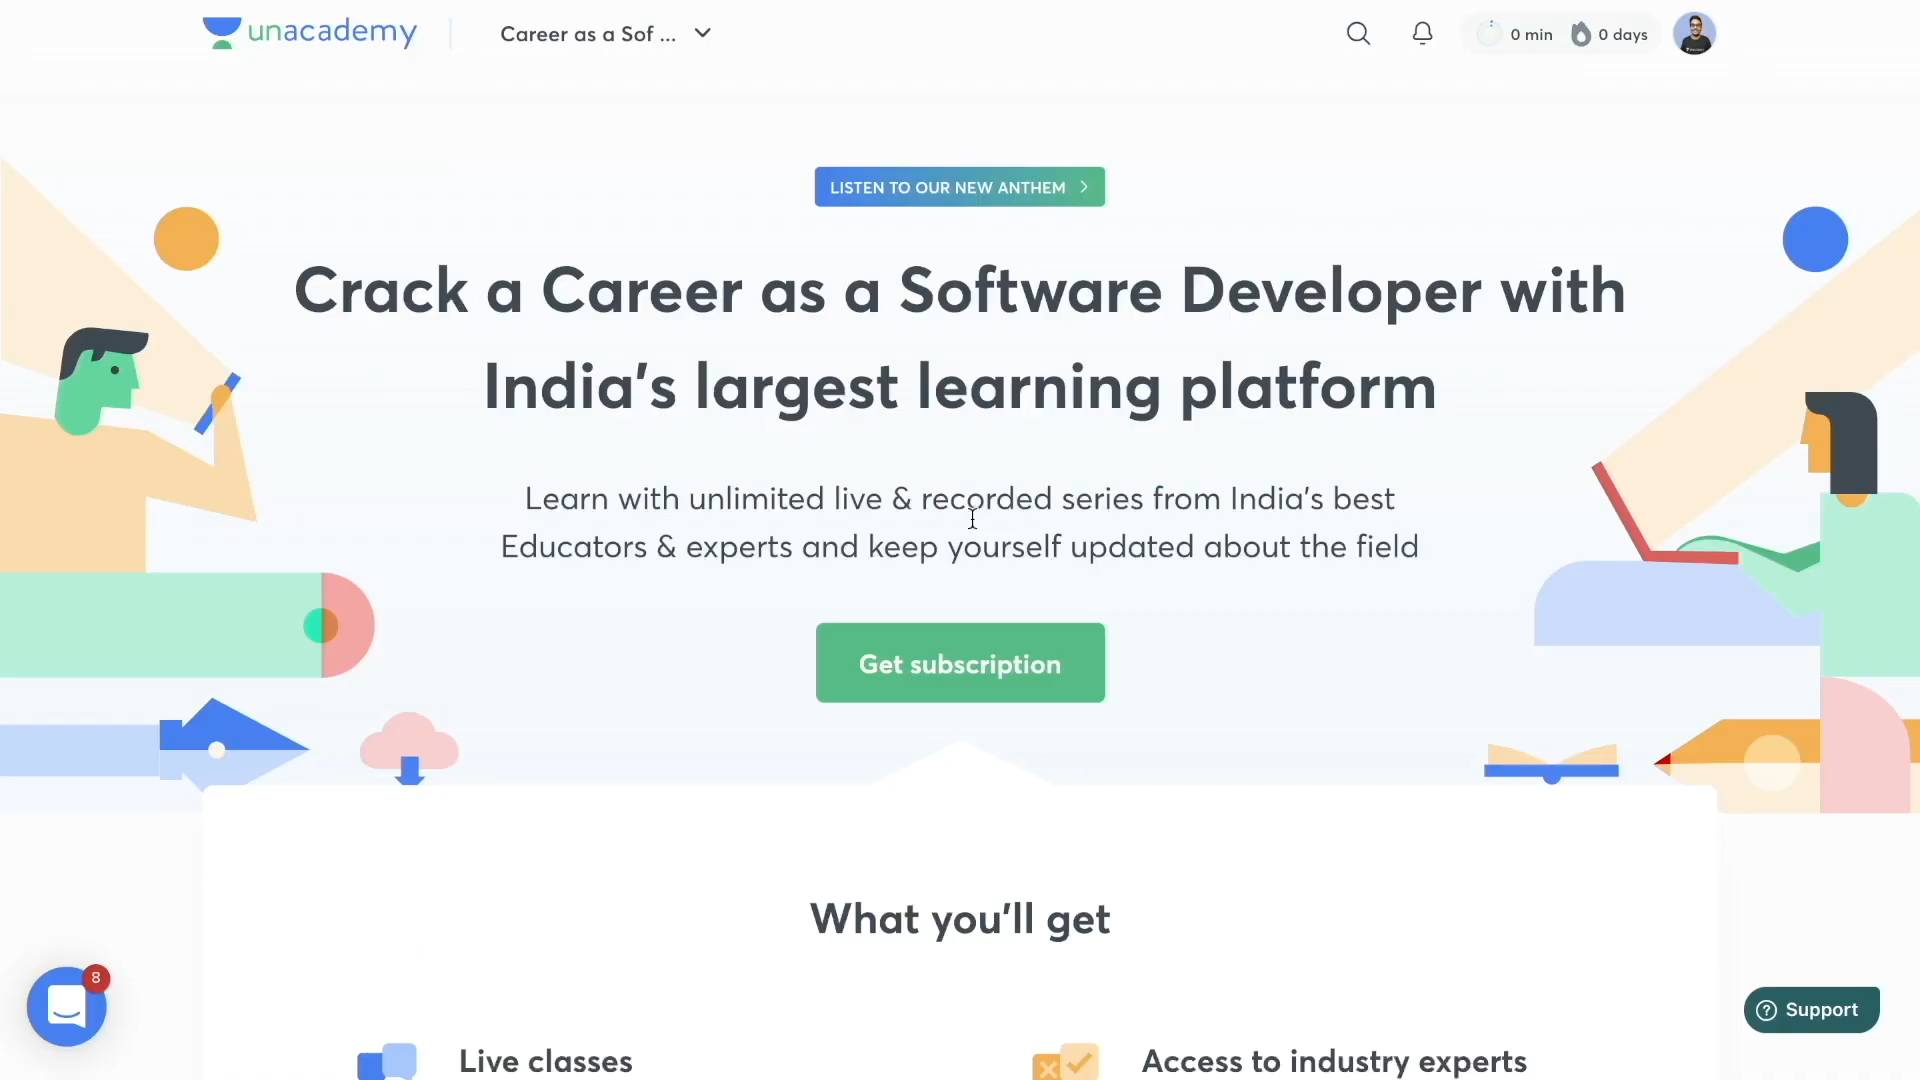 unacademy
Career as a Sof ...
0 min
0 days
LISTEN TO OUR NEW ANTHEM
Crack a Career as a Software Developer with
India's largest learning platform
Learn with unlimited live & recorded series from India's best
Educators & experts and keep yourself updated about the field
Get subscription
What you'll get
8
? Support
Live classes
Access to industry experts